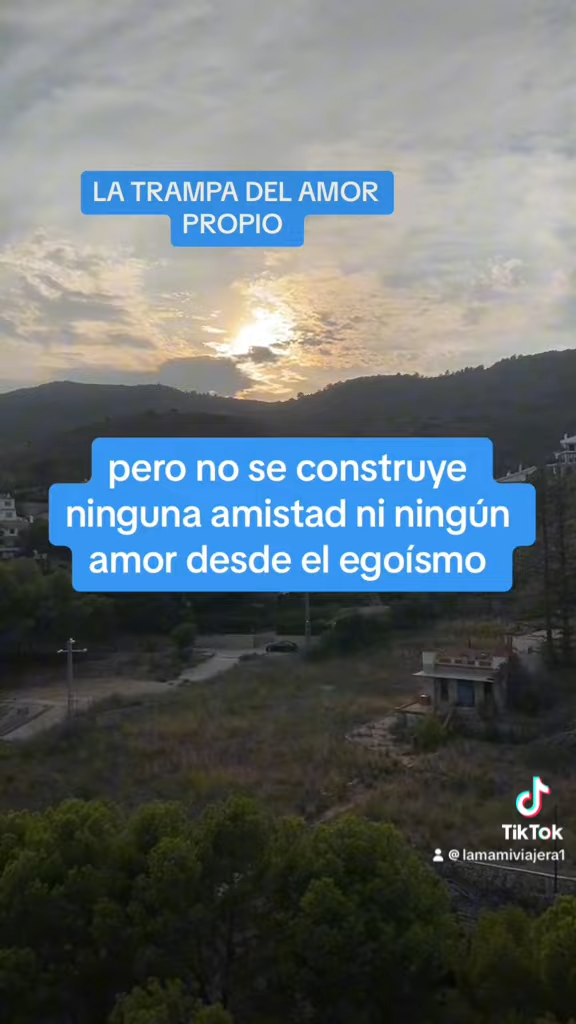 LA TRAMPA DEL AMOR
PROPIO
pero no se construye
ninguna amistad ni ningún
amor desde el egoísmo
TikTok
@lamamiviajera1